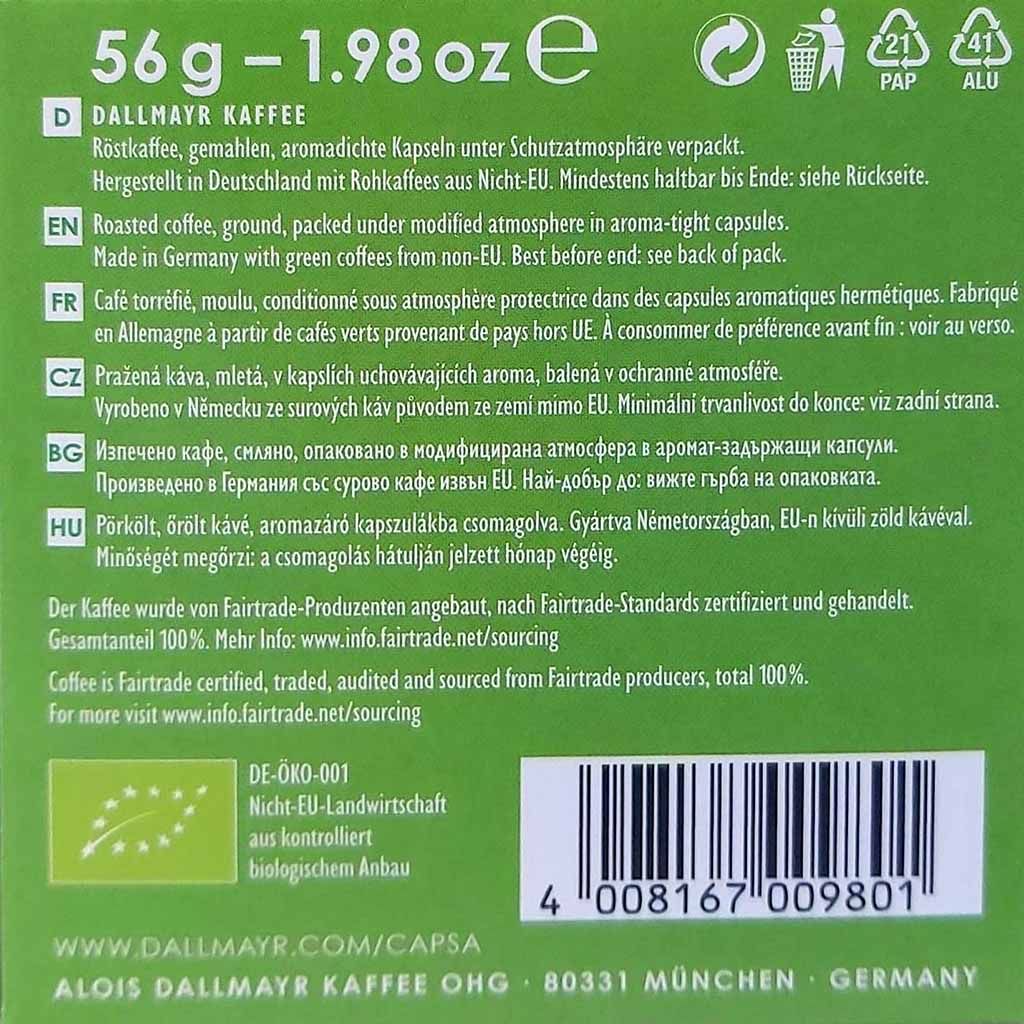 56 g – 1.98 oz ℮
21
PAP
41
ALU
D DALLMAYR KAFFEE
Röstkaffee, gemahlen, aromadichte Kapseln unter Schutzatmosphäre verpackt.
Hergestellt in Deutschland mit Rohkaffees aus Nicht-EU. Mindestens haltbar bis Ende: siehe Rückseite.
EN Roasted coffee, ground, packed under modified atmosphere in aroma-tight capsules.
Made in Germany with green coffees from non-EU. Best before end: see back of pack.
FR Café torréfié, moulu, conditionné sous atmosphère protectrice dans des capsules aromatiques hermétiques. Fabriqué
en Allemagne à partir de cafés verts provenant de pays hors UE. À consommer de préférence avant fin : voir au verso.
CZ Pražená káva, mletá, v kapslích uchovávajících aroma, balená v ochranné atmosféře.
Vyrobeno v Německu ze surových káv původem ze zemí mimo EU. Minimální trvanlivost do konce: viz zadní strana.
BG Изпечено кафе, смляно, опаковано в модифицирана атмосфера в аромат-задържащи капсули.
Произведено в Германия със сурово кафе извън EU. Най-добър до: вижте гърба на опаковката.
HU Pörkölt, őrölt kávé, aromazáró kapszulákba csomagolva. Gyártva Németországban, EU-n kívüli zöld kávéval.
Minőségét megőrzi: a csomagolás hátulján jelzett hónap végéig.
Der Kaffee wurde von Fairtrade-Produzenten angebaut, nach Fairtrade-Standards zertifiziert und gehandelt.
Gesamtanteil 100%. Mehr Info: www.info.fairtrade.net/sourcing
Coffee is Fairtrade certified, traded, audited and sourced from Fairtrade producers, total 100%.
For more visit www.info.fairtrade.net/sourcing
DE-ÖKO-001
Nicht-EU-Landwirtschaft
aus kontrolliert
biologischem Anbau
4 008167 009801
WWW.DALLMAYR.COM/CAPSA
ALOIS DALLMAYR KAFFEE OHG · 80331 MÜNCHEN · GERMANY